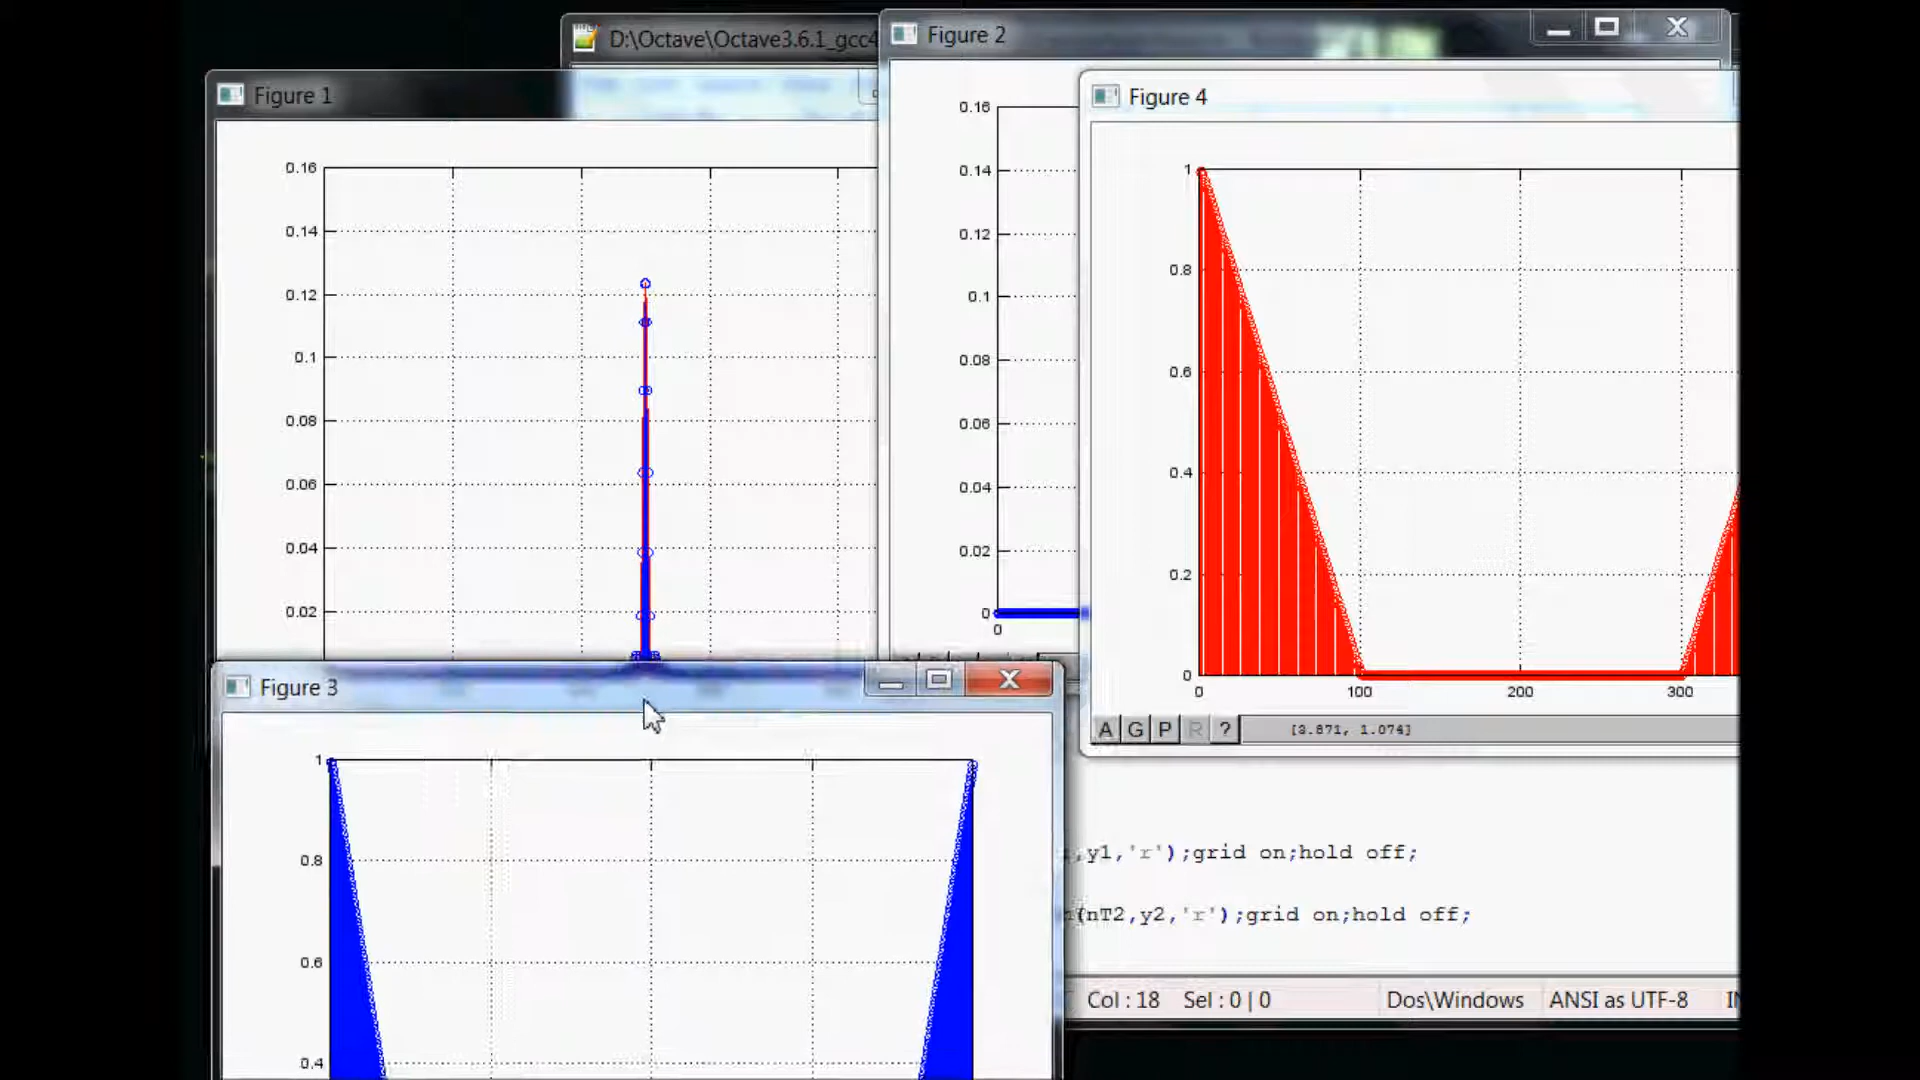 D:\Octave\Octave3.6.1_gcc4
Figure 2
Figure 1
Figure 4
0.16
0.14
0.12
0.1
0.08
0.06
0.04
0.02
0.16
0.14
0.12
0.1
0.08
0.06
0.04
0.02
0
0
1
0.8
0.6
0.4
0.2
0
0 100 200 300
A G P R ?
[3.871, 1.074]
Figure 3
1
0.8
0.6
0.4
,y1,'r');grid on;hold off;
(nT2,y2,'r');grid on;hold off;
Col : 18 Sel : 0 | 0 Dos\Windows ANSI as UTF-8